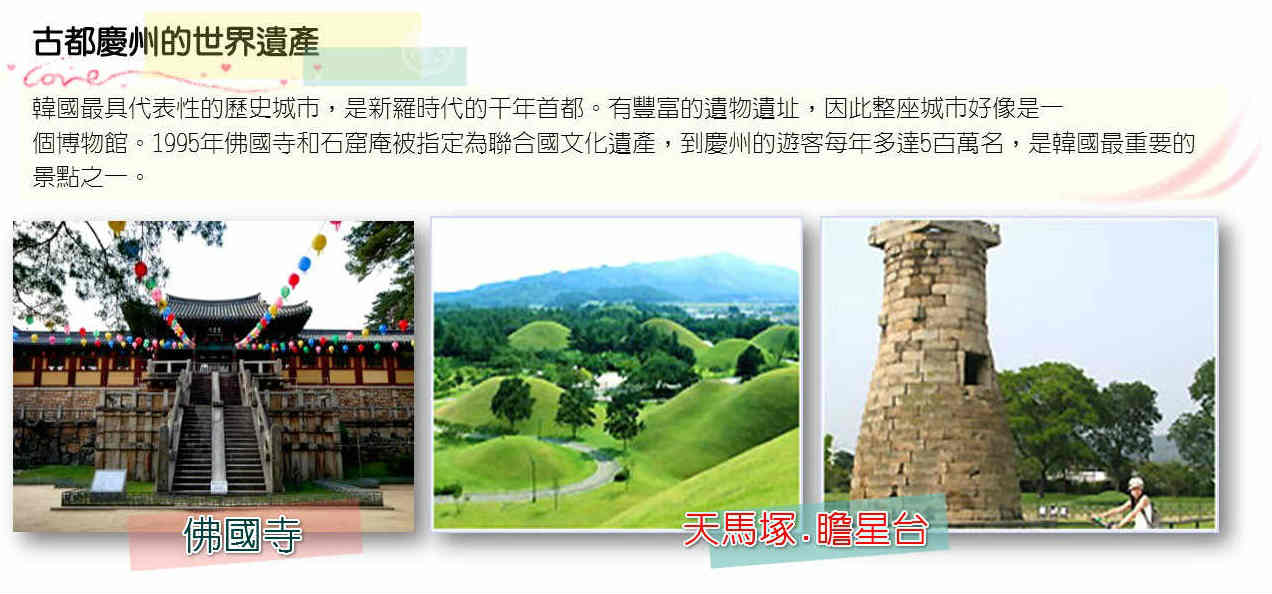 古都慶州的世界遺產
love
韓國最具代表性的歷史城市，是新羅時代的千年首都。有豐富的遺物遺址，因此整座城市好像是一
個博物館。1995年佛國寺和石窟庵被指定為聯合國文化遺產，到慶州的遊客每年多達5百萬名，是韓國最重要的
景點之一。
佛國寺
天馬塚.瞻星台